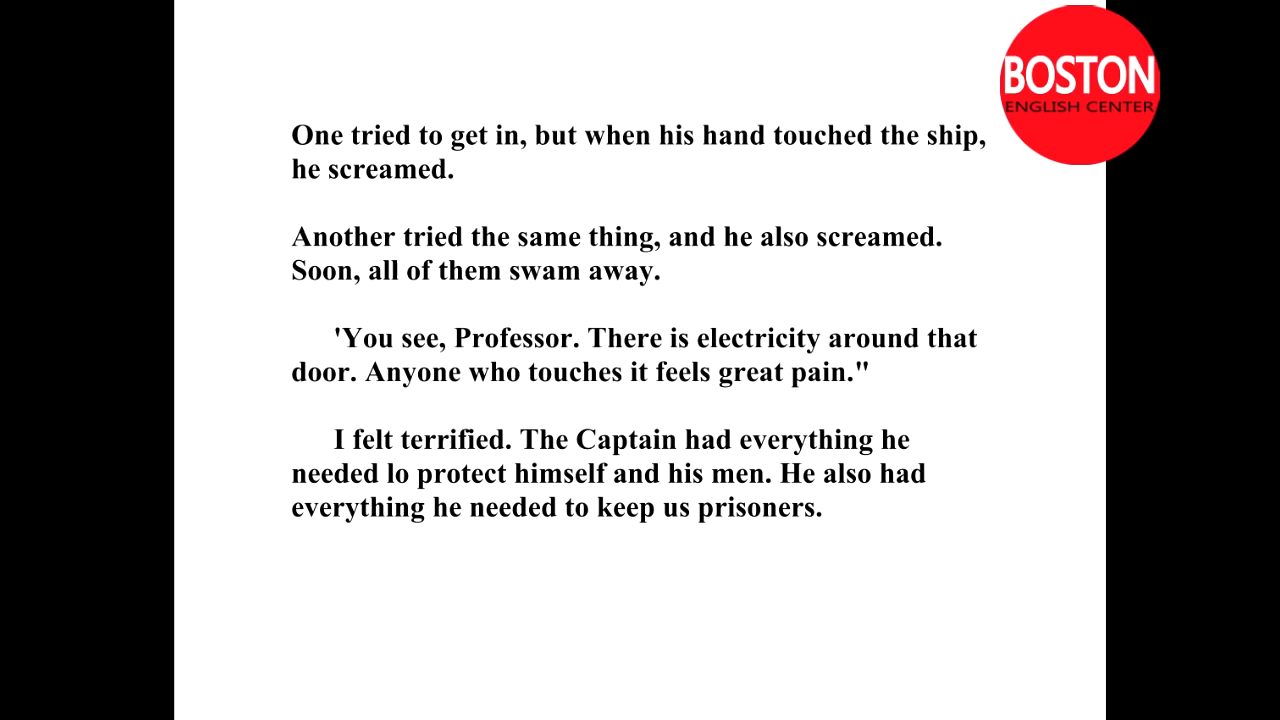 BOSTON
ENGLISH CENTER
One tried to get in, but when his hand touched the ship,
he screamed.
Another tried the same thing, and he also screamed.
Soon, all of them swam away.
'You see, Professor. There is electricity around that
door. Anyone who touches it feels great pain."
I felt terrified. The Captain had everything he
needed lo protect himself and his men. He also had
everything he needed to keep us prisoners.